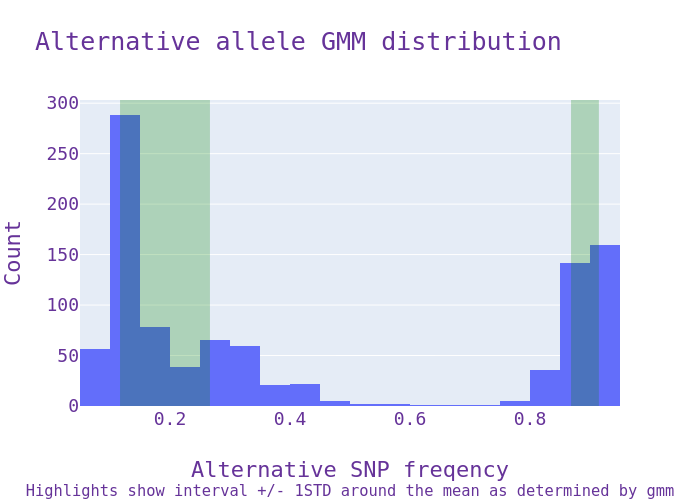 Alternative allele GMM distribution
300
250
200
150
100
50
0
Count
0.2 0.4 0.6 0.8
Alternative SNP freqency
Highlights show interval +/- 1STD around the mean as determined by gmm